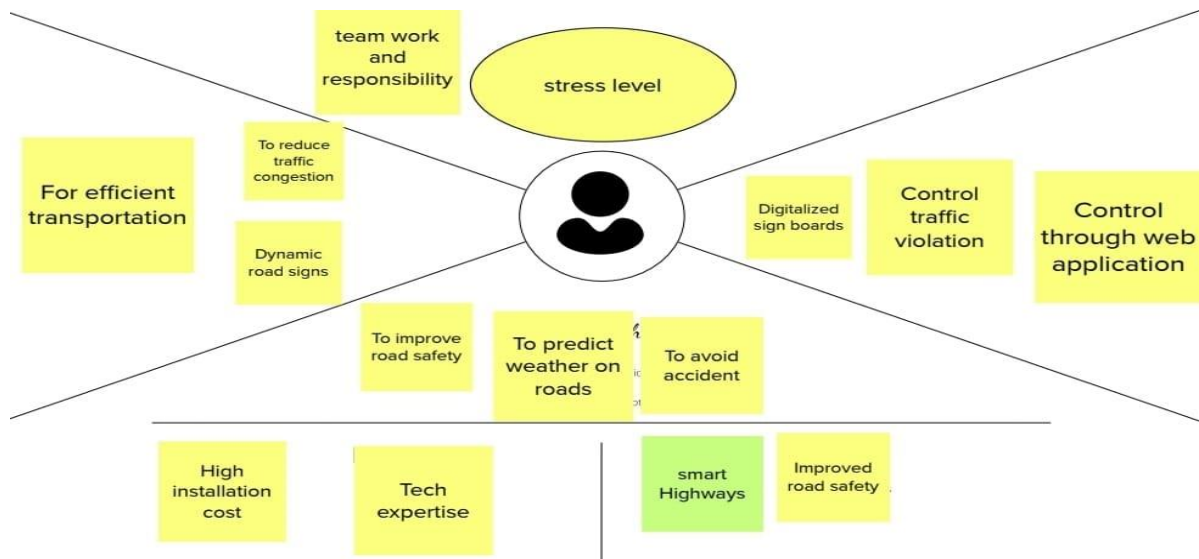 team work
and
responsibility
stress level
To reduce
traffic
congestion
For efficient
transportation
Dynamic
road signs
Digitalized
sign boards
Control
traffic
violation
Control
through web
application
To improve
road safety
To predict
weather on
roads
To avoid
accident
High
installation
cost
Tech
expertise
smart
Highways
Improved
road safety